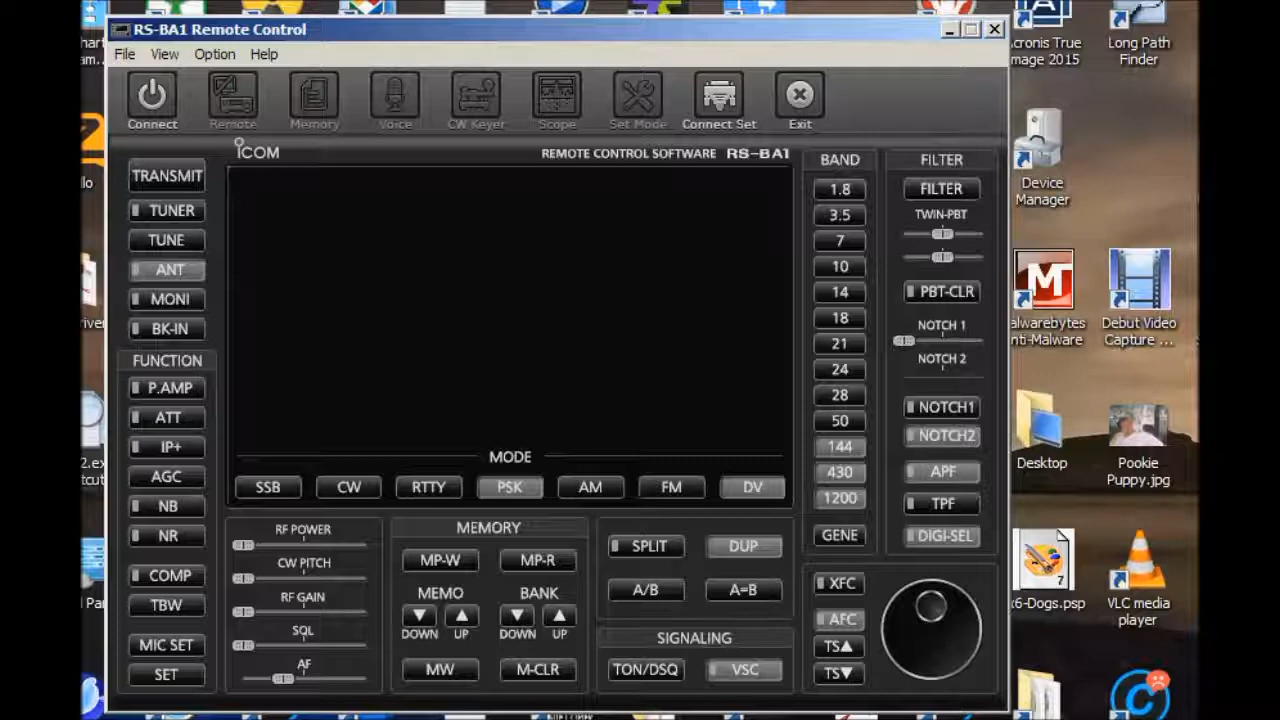 RS-BA1 Remote Control
File View Option Help
Connect Remote Memory Voice CW Keyer Scope Set Mode Connect Set Exit
ICOM
REMOTE CONTROL SOFTWARE RS-BA1
TRANSMIT
TUNER
TUNE
ANT
MONI
BK-IN
FUNCTION
P.AMP
ATT
IP+
AGC
NB
NR
COMP
TBW
MIC SET
SET
MODE
SSB CW RTTY PSK AM FM DV
RF POWER
CW PITCH
RF GAIN
SQL
AF
MEMORY
MP-W MP-R
MEMO BANK
DOWN UP DOWN UP
MW M-CLR
SPLIT DUP
A/B A=B
SIGNALING
TON/DSQ VSC
BAND
1.8
3.5
7
10
14
18
21
24
28
50
144
430
1200
GENE
XFC
AFC
TS▲
TS▼
FILTER
FILTER
TWIN-PBT
PBT-CLR
NOTCH 1
NOTCH 2
NOTCH1
NOTCH2
APF
TPF
DIGI-SEL
Acronis True
Image 2015
Long Path
Finder
Device
Manager
alwarebytes
nti-Malware
Debut Video
Capture ...
Desktop
Pookie
Puppy.jpg
x6-Dogs.psp
VLC media
player